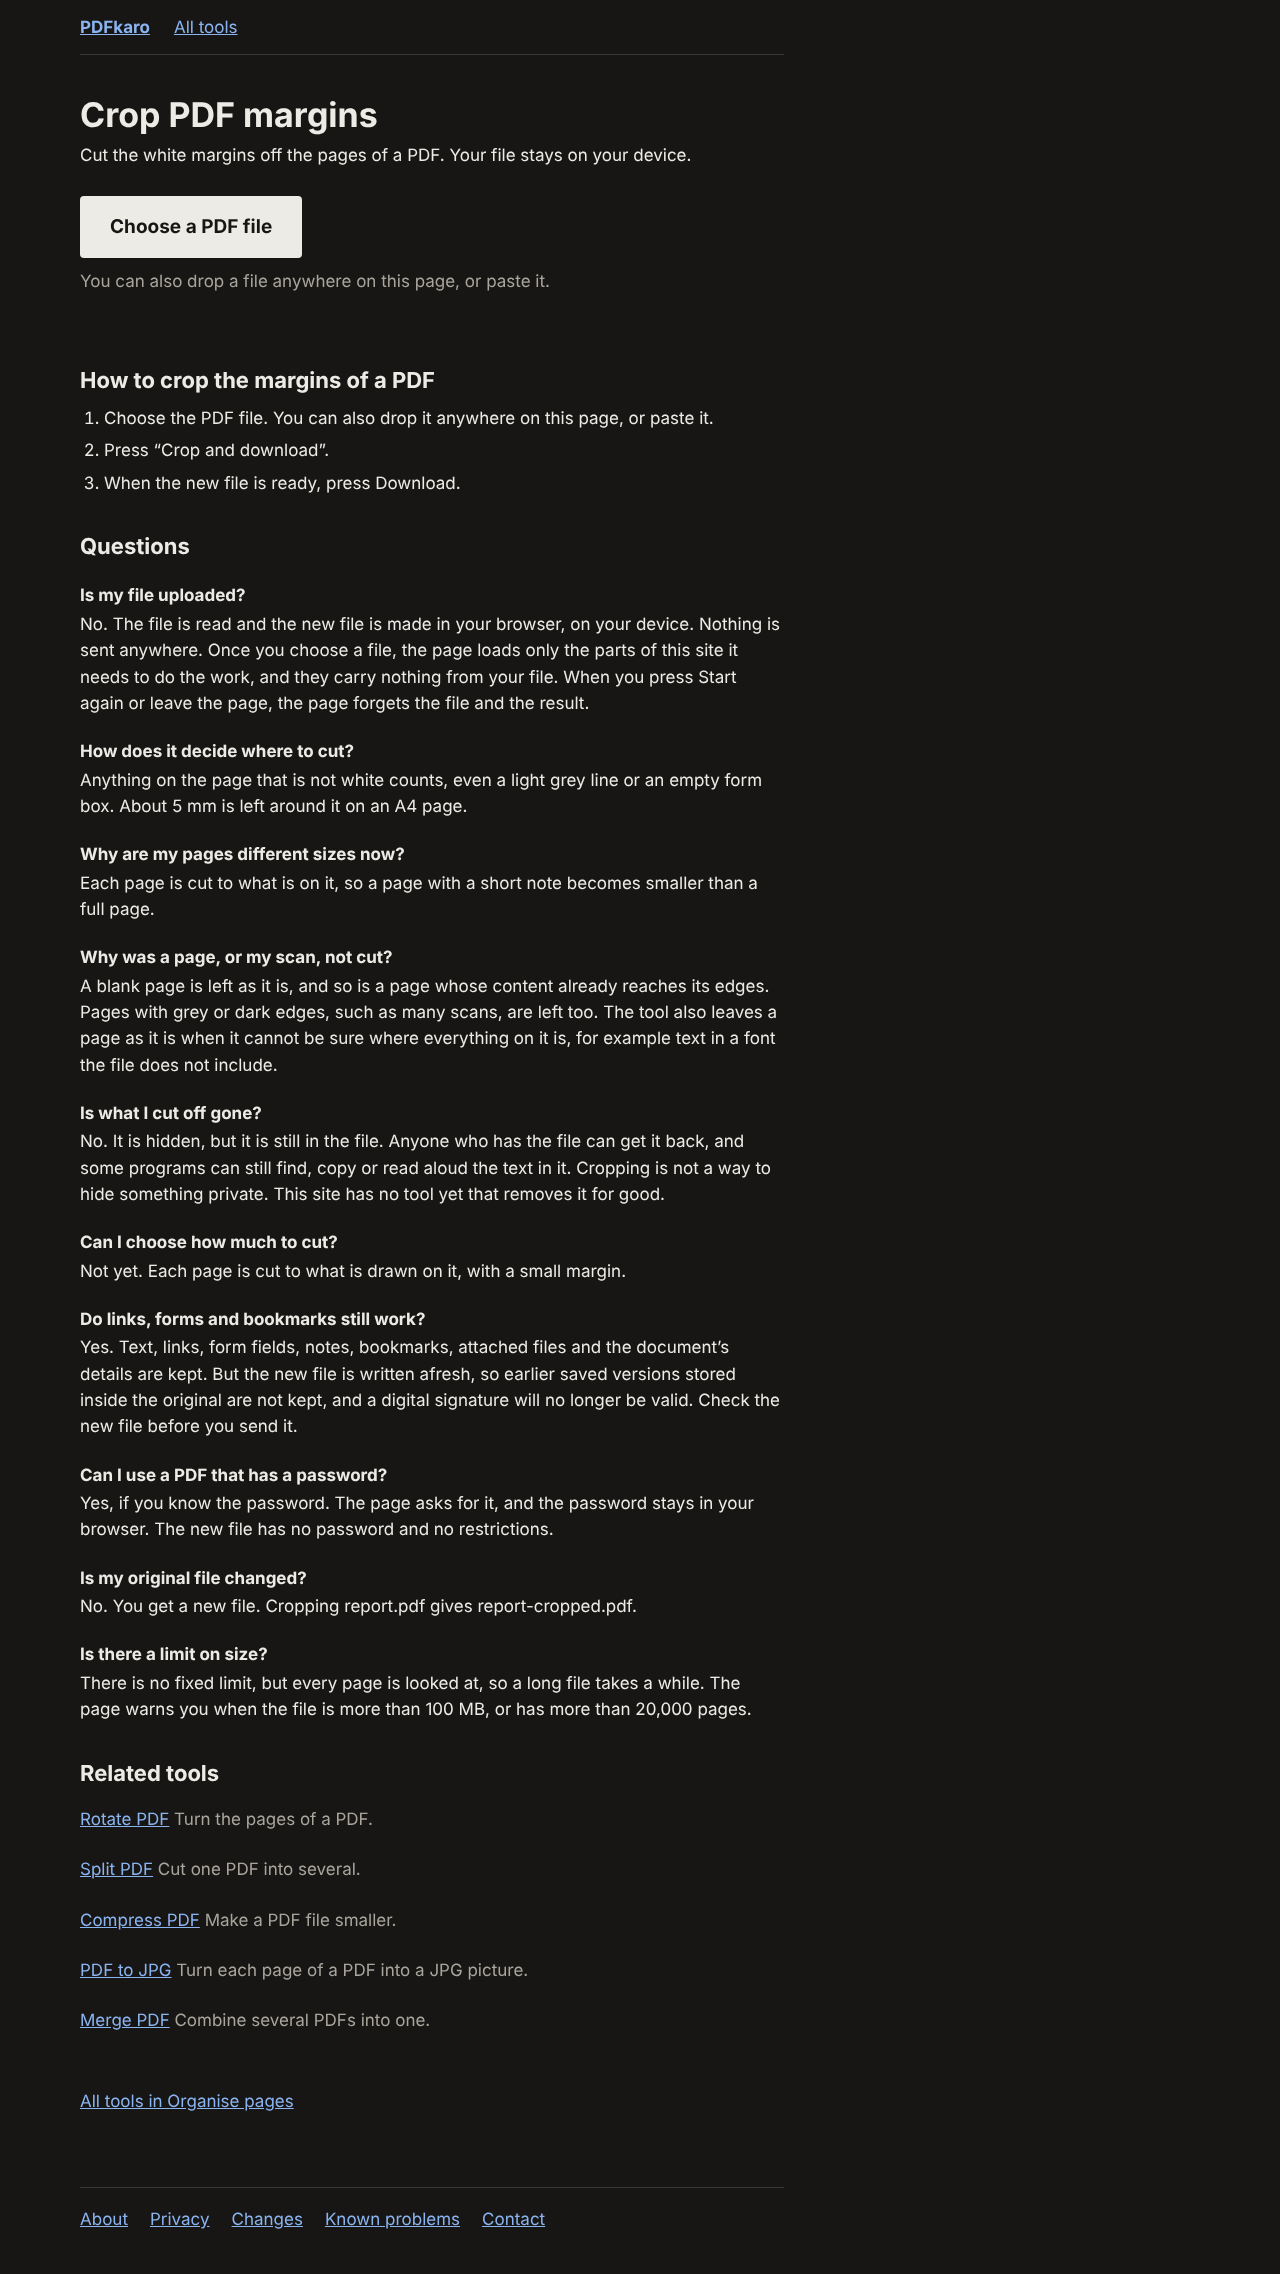 PDFkaro All tools
Crop PDF margins
Cut the white margins off the pages of a PDF. Your file stays on your device.
Choose a PDF file
You can also drop a file anywhere on this page, or paste it.
How to crop the margins of a PDF
1. Choose the PDF file. You can also drop it anywhere on this page, or paste it.
2. Press “Crop and download”.
3. When the new file is ready, press Download.
Questions
Is my file uploaded?
No. The file is read and the new file is made in your browser, on your device. Nothing is
sent anywhere. Once you choose a file, the page loads only the parts of this site it
needs to do the work, and they carry nothing from your file. When you press Start
again or leave the page, the page forgets the file and the result.
How does it decide where to cut?
Anything on the page that is not white counts, even a light grey line or an empty form
box. About 5 mm is left around it on an A4 page.
Why are my pages different sizes now?
Each page is cut to what is on it, so a page with a short note becomes smaller than a
full page.
Why was a page, or my scan, not cut?
A blank page is left as it is, and so is a page whose content already reaches its edges.
Pages with grey or dark edges, such as many scans, are left too. The tool also leaves a
page as it is when it cannot be sure where everything on it is, for example text in a font
the file does not include.
Is what I cut off gone?
No. It is hidden, but it is still in the file. Anyone who has the file can get it back, and
some programs can still find, copy or read aloud the text in it. Cropping is not a way to
hide something private. This site has no tool yet that removes it for good.
Can I choose how much to cut?
Not yet. Each page is cut to what is drawn on it, with a small margin.
Do links, forms and bookmarks still work?
Yes. Text, links, form fields, notes, bookmarks, attached files and the document’s
details are kept. But the new file is written afresh, so earlier saved versions stored
inside the original are not kept, and a digital signature will no longer be valid. Check the
new file before you send it.
Can I use a PDF that has a password?
Yes, if you know the password. The page asks for it, and the password stays in your
browser. The new file has no password and no restrictions.
Is my original file changed?
No. You get a new file. Cropping report.pdf gives report-cropped.pdf.
Is there a limit on size?
There is no fixed limit, but every page is looked at, so a long file takes a while. The
page warns you when the file is more than 100 MB, or has more than 20,000 pages.
Related tools
Rotate PDF Turn the pages of a PDF.
Split PDF Cut one PDF into several.
Compress PDF Make a PDF file smaller.
PDF to JPG Turn each page of a PDF into a JPG picture.
Merge PDF Combine several PDFs into one.
All tools in Organise pages
About Privacy Changes Known problems Contact